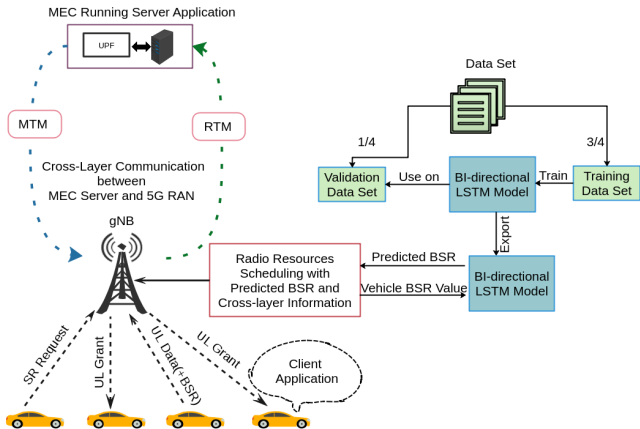 MEC Running Server Application
UPF
MTM
RTM
Cross-Layer Communication
between
MEC Server and 5G RAN
gNB
Data Set
1/4
3/4
Validation
Data Set
Use on
BI-directional
LSTM Model
Train
Training
Data Set
Export
Radio Resources
Scheduling with
Predicted BSR and
Cross-layer Information
Predicted BSR
Vehicle BSR Value
BI-directional
LSTM Model
SR Request
UL Grant
UL Data(+BSR)
UL Grant
Client
Application